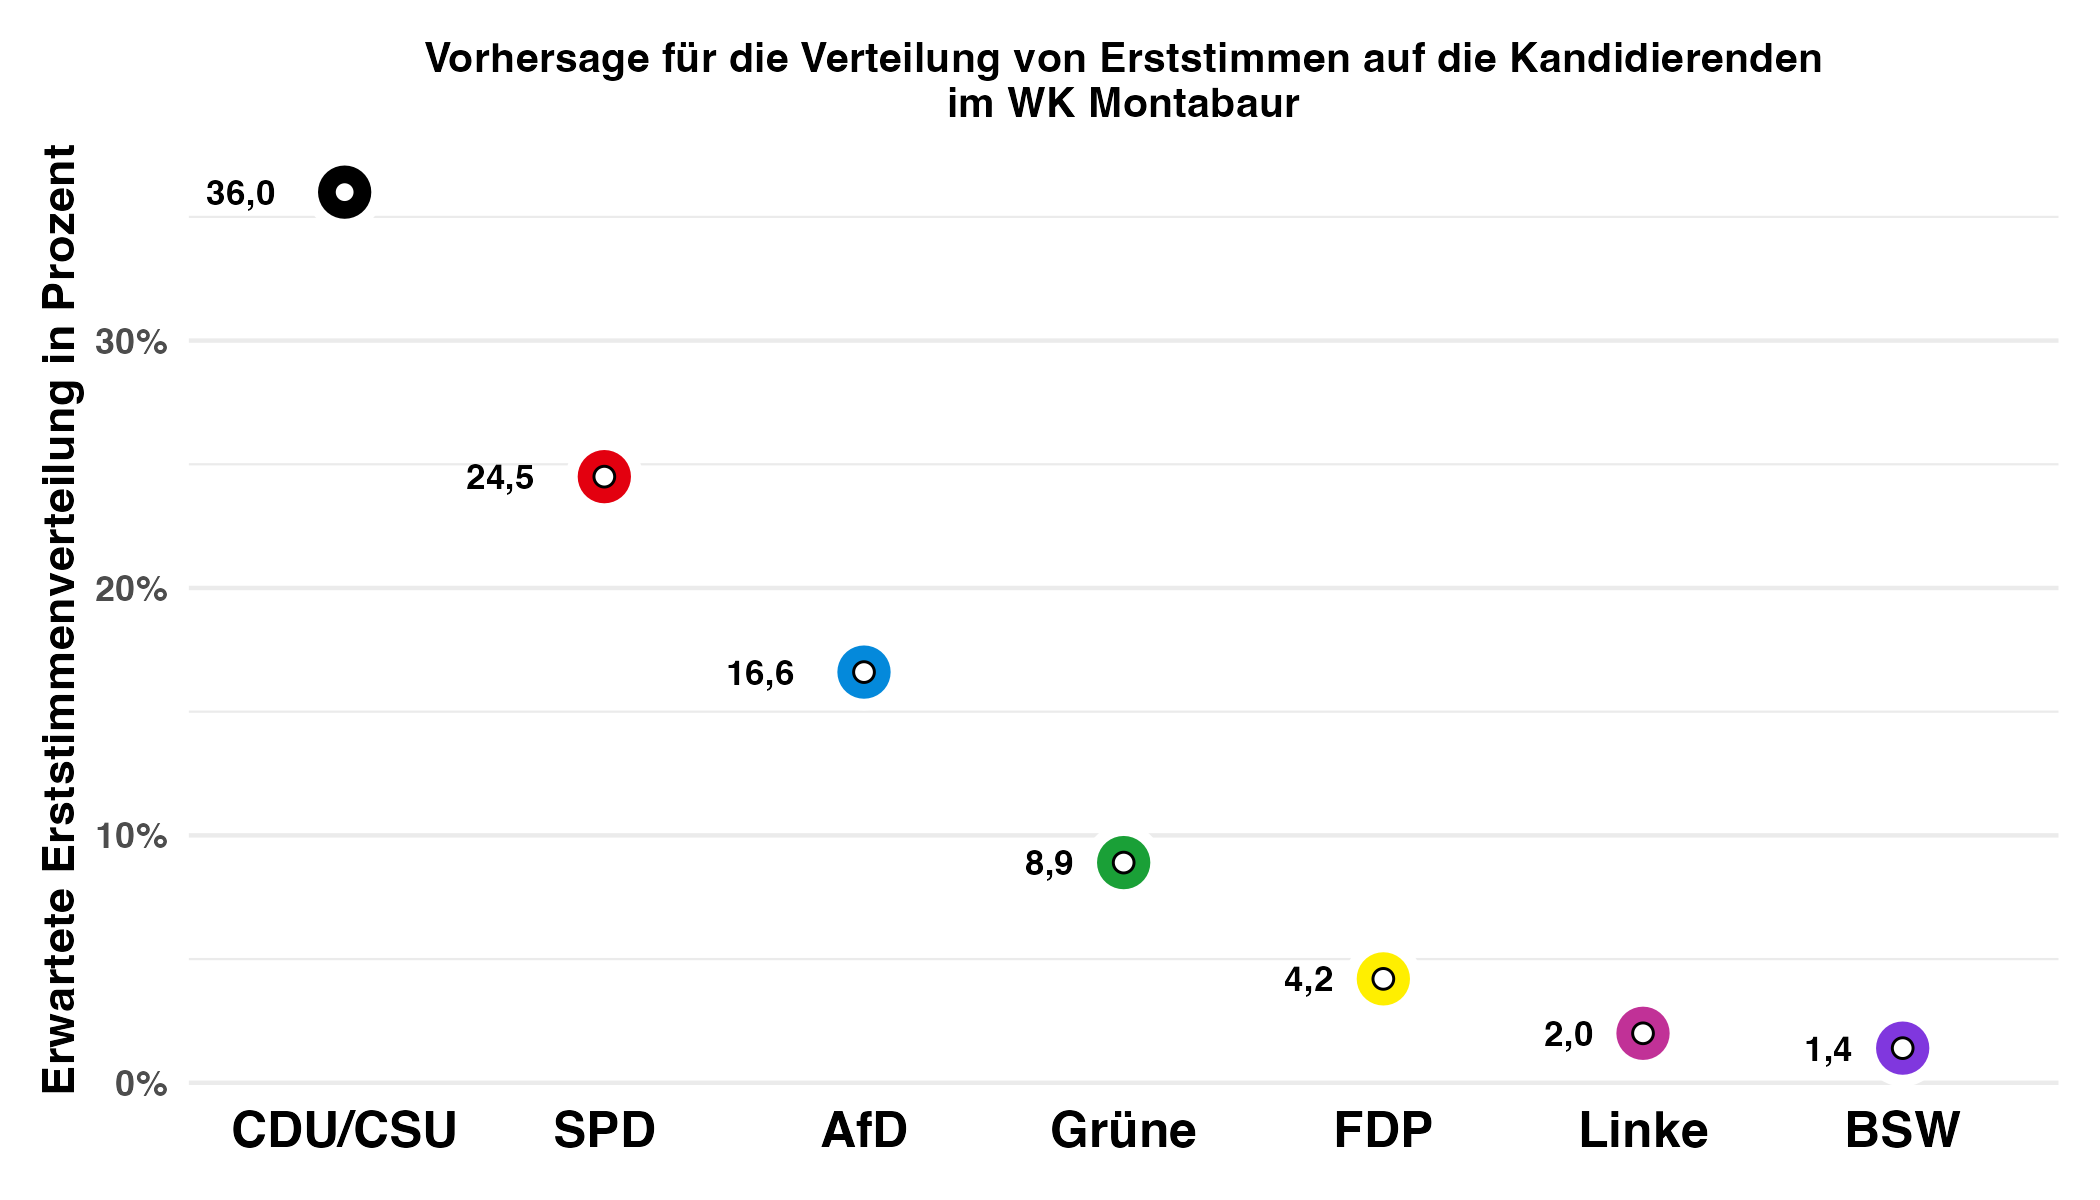 Vorhersage für die Verteilung von Erststimmen auf die Kandidierenden
im WK Montabaur
Erwartete Erststimmenverteilung in Prozent
30%
20%
10%
0%
36,0
24,5
16,6
8,9
4,2
2,0
1,4
CDU/CSU
SPD
AfD
Grüne
FDP
Linke
BSW